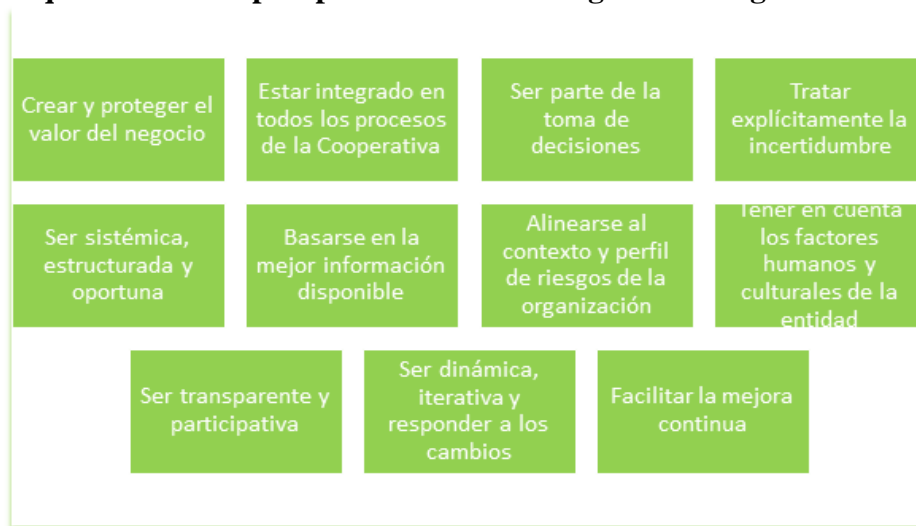 Crear y proteger el
valor del negocio
Estar integrado en
todos los procesos
de la Cooperativa
Ser parte de la
toma de
decisiones
Tratar
explícitamente la
incertidumbre
Ser sistémica,
estructurada y
oportuna
Basarse en la
mejor información
disponible
Alinearse al
contexto y perfil
de riesgos de la
organización
Tener en cuenta
los factores
humanos y
culturales de la
entidad
Ser transparente y
participativa
Ser dinámica,
iterativa y
responder a los
cambios
Facilitar la mejora
continua